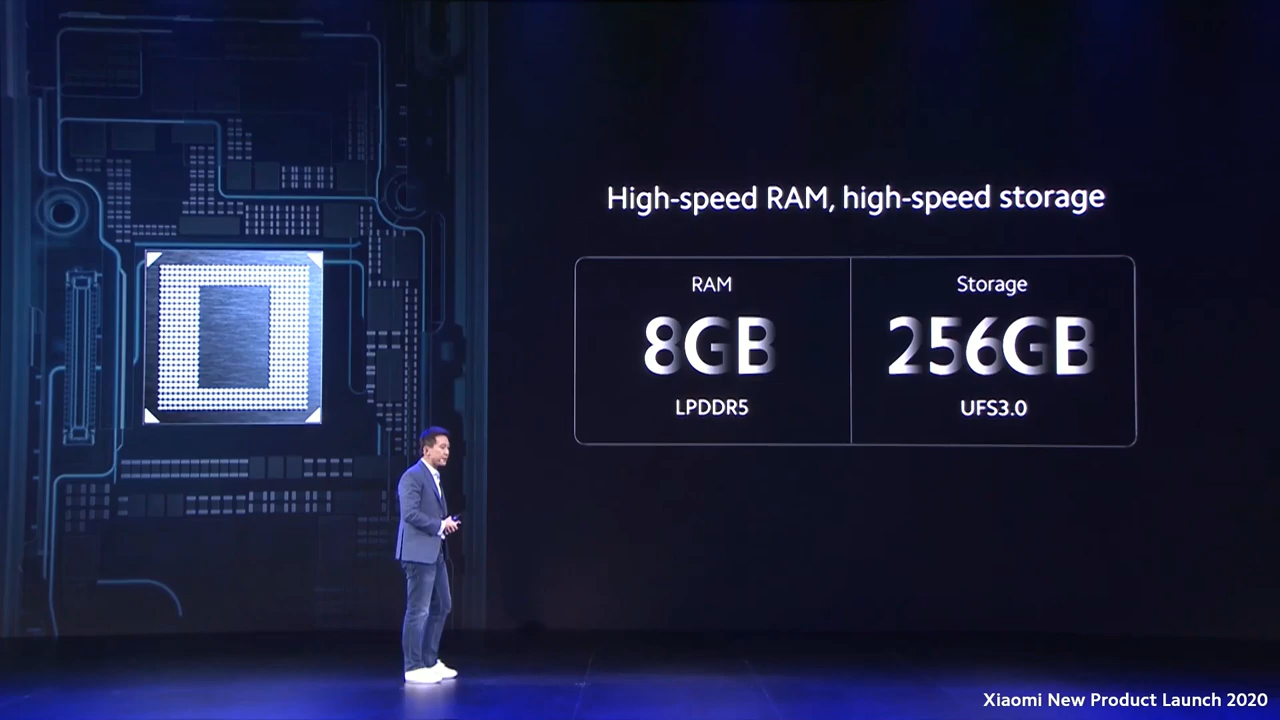 High-speed RAM, high-speed storage
RAM
8GB
LPDDR5
Storage
256GB
UFS3.0
Xiaomi New Product Launch 2020